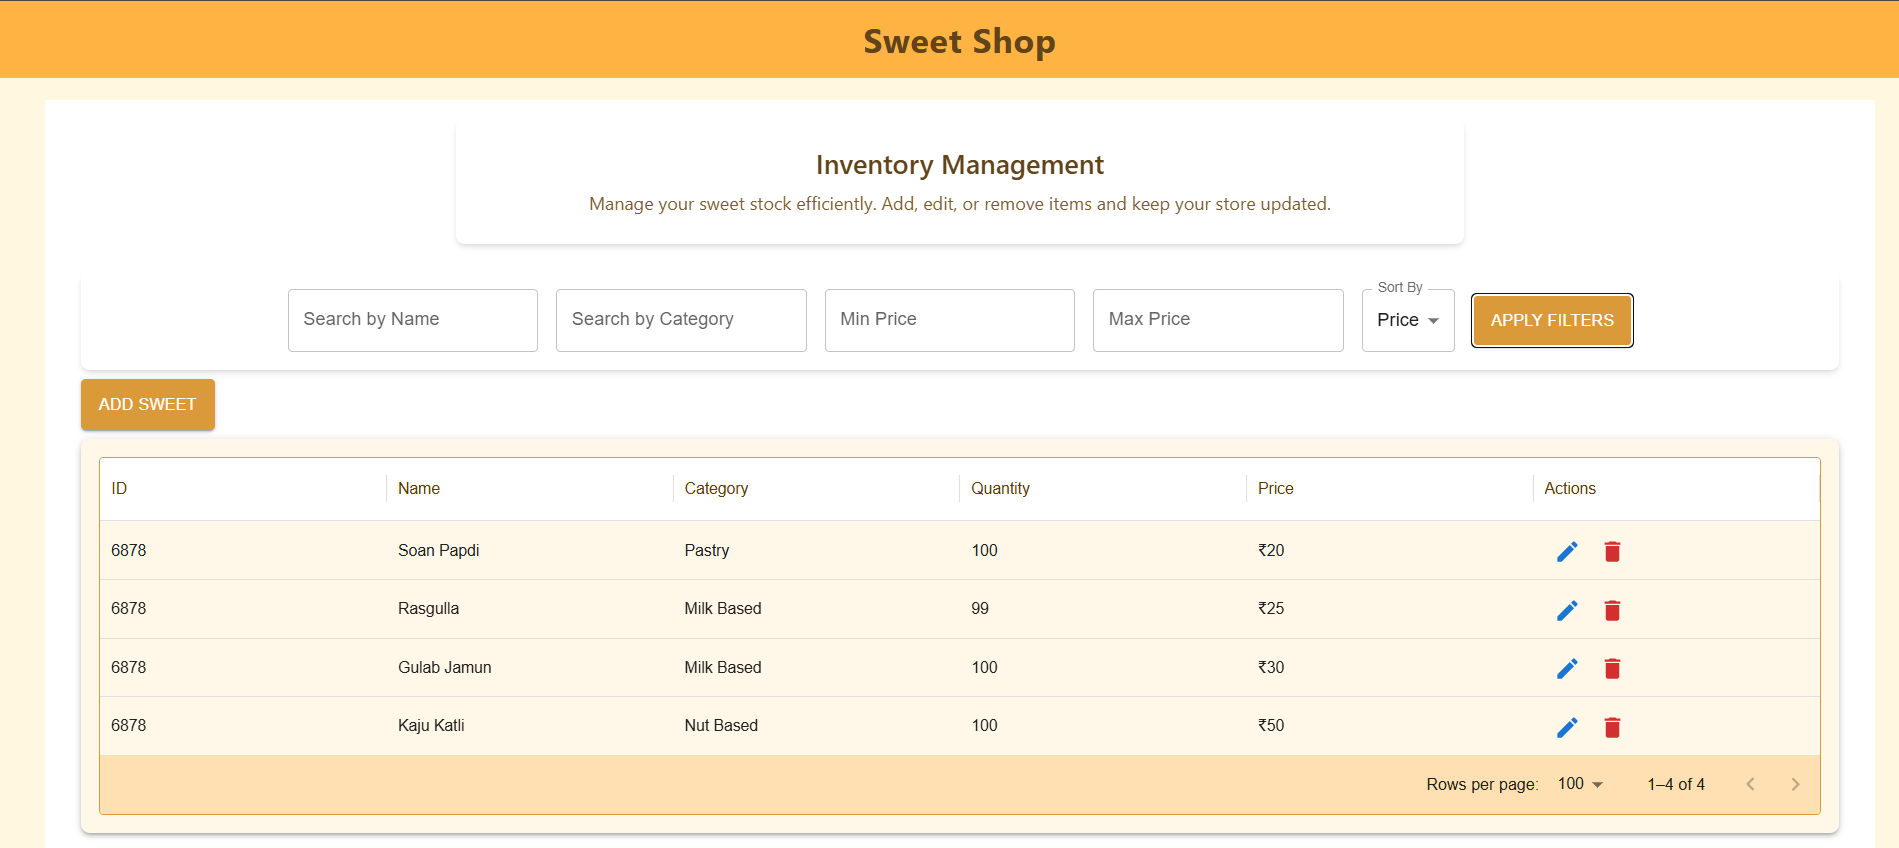 Sweet Shop
Inventory Management
Manage your sweet stock efficiently. Add, edit, or remove items and keep your store updated.
Sort By
Search by Name Search by Category Min Price Max Price Price APPLY FILTERS
ADD SWEET
ID Name Category Quantity Price Actions
6878 Soan Papdi Pastry 100 ₹20
6878 Rasgulla Milk Based 99 ₹25
6878 Gulab Jamun Milk Based 100 ₹30
6878 Kaju Katli Nut Based 100 ₹50
Rows per page: 100 1–4 of 4